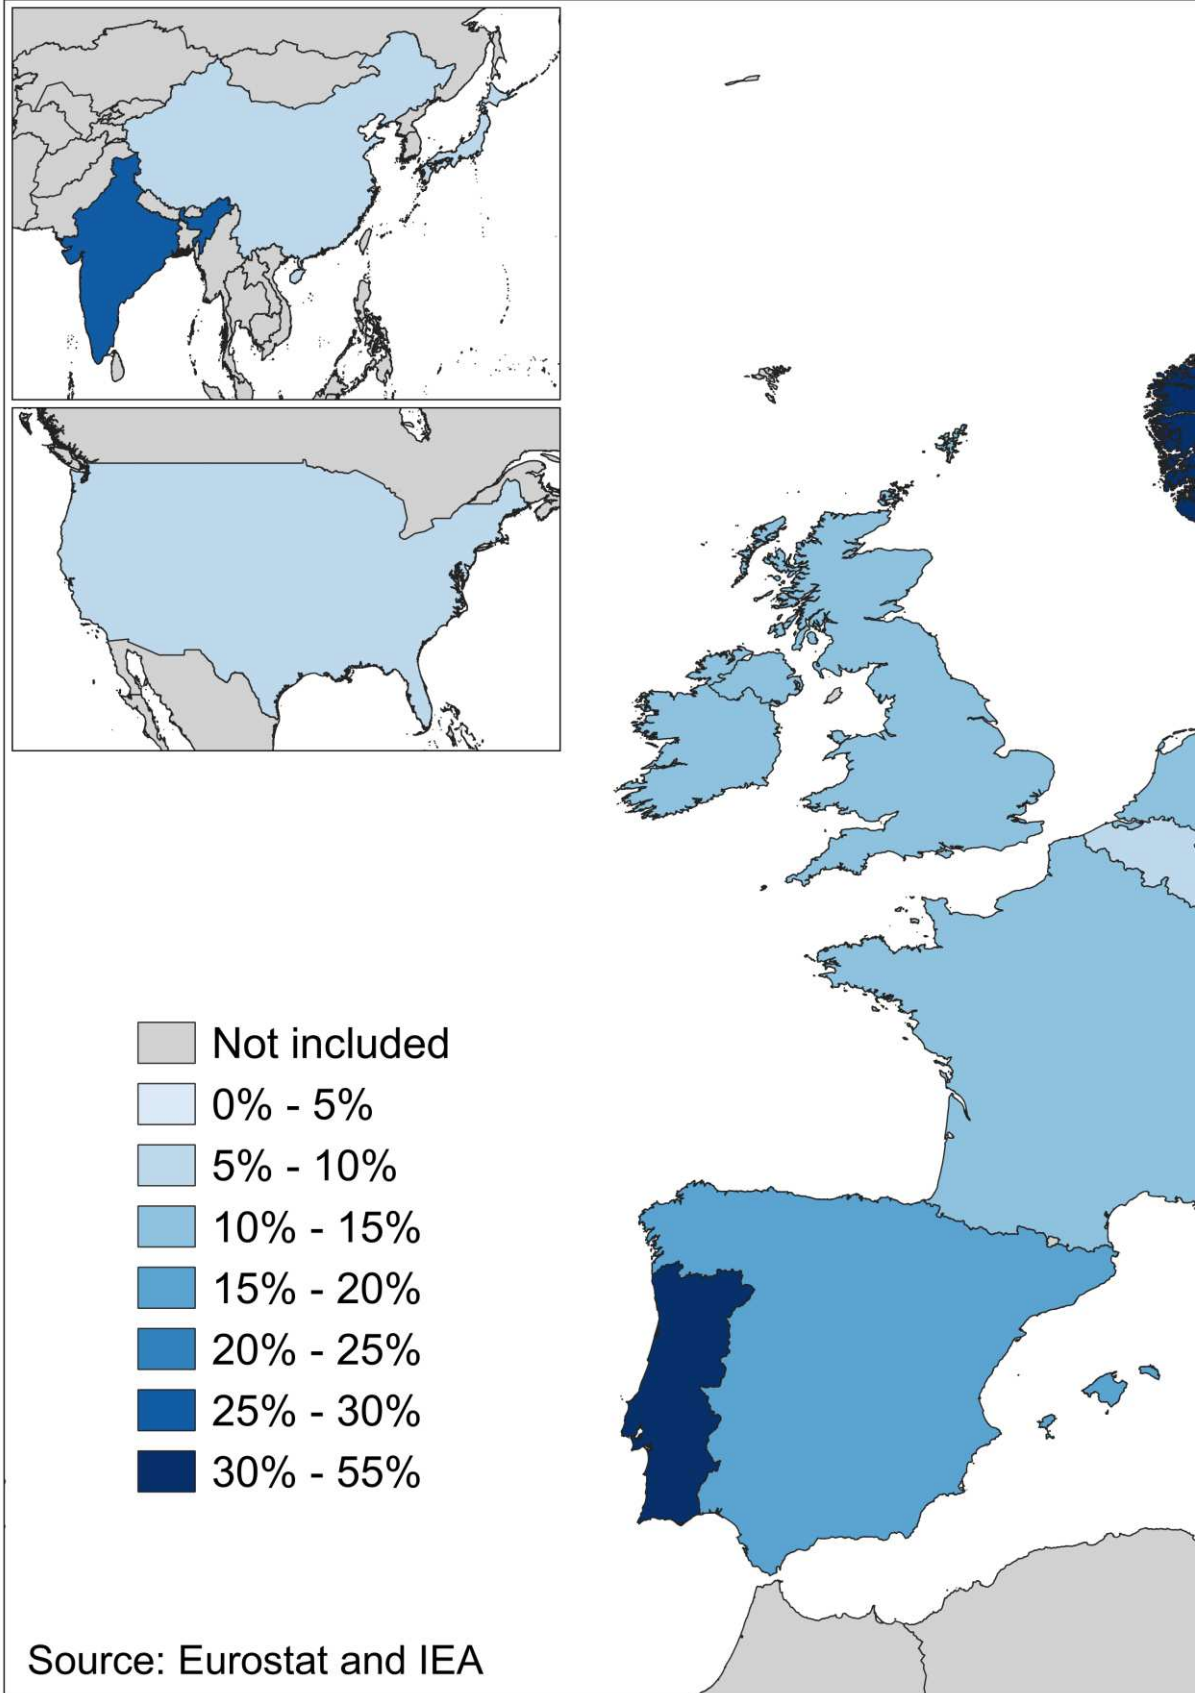 Not included
0% - 5%
5% - 10%
10% - 15%
15% - 20%
20% - 25%
25% - 30%
30% - 55%
Source: Eurostat and IEA